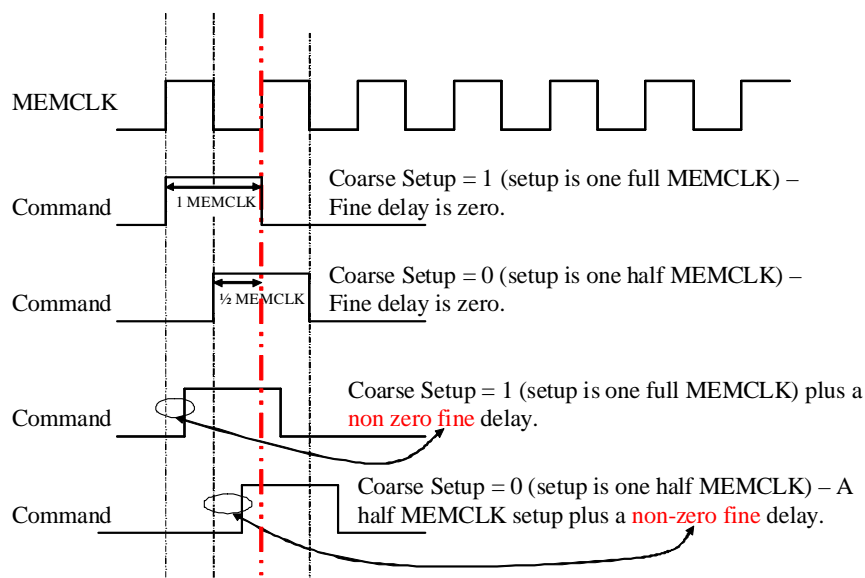 MEMCLK
Coarse Setup = 1 (setup is one full MEMCLK) –
Fine delay is zero.
1 MEMCLK
Command
Coarse Setup = 0 (setup is one half MEMCLK) –
Fine delay is zero.
½ MEMCLK
Command
Coarse Setup = 1 (setup is one full MEMCLK) plus a
non zero fine delay.
Command
Coarse Setup = 0 (setup is one half MEMCLK) – A
half MEMCLK setup plus a non-zero fine delay.
Command